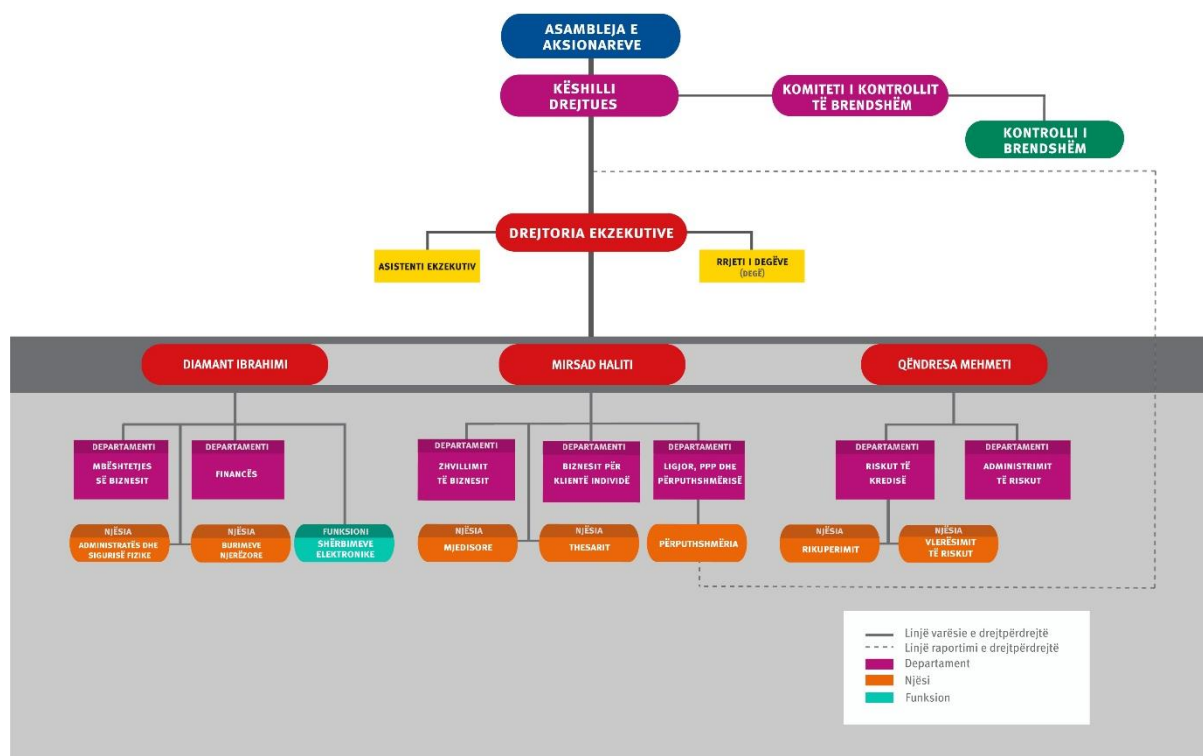 ASAMBLEJA E
AKSIONAREVE
KËSHILLI
DREJTUES
KOMITETI I KONTROLLIT
TË BRENDSHËM
KONTROLLI I
BRENDSHËM
DREJTORIA EKZEKUTIVE
ASISTENTI EKZEKUTIV
RRJETI I DEGËVE
(DEGË)
DIAMANT IBRAHIMI
MIRSAD HALITI
QËNDRESA MEHMETI
DEPARTAMENTI
MBËSHTETJES
SË BIZNESIT
DEPARTAMENTI
FINANCËS
DEPARTAMENTI
ZHVILLIMIT
TË BIZNESIT
DEPARTAMENTI
BIZNESIT PËR
KLIENTË INDIVIDË
DEPARTAMENTI
LIGJOR, PPP DHE
PËRPUTHSHMËRISË
DEPARTAMENTI
RISKUT TË
KREDISË
DEPARTAMENTI
ADMINISTRIMIT
TË RISKUT
NJËSIA
ADMINISTRATËS DHE
SIGURISË FIZIKE
NJËSIA
BURIMEVE
NJERËZORE
FUNKSIONI
SHËRBIMEVE
ELEKTRONIKE
NJËSIA
MJEDISORE
NJËSIA
THESARIT
PËRPUTHSHMËRIA
NJËSIA
RIKUPERIMIT
NJËSIA
VLERËSIMIT
TË RISKUT
Linjë varësie e drejtpërdrejtë
Linjë raportimi e drejtpërdrejtë
Departament
Njësi
Funksion